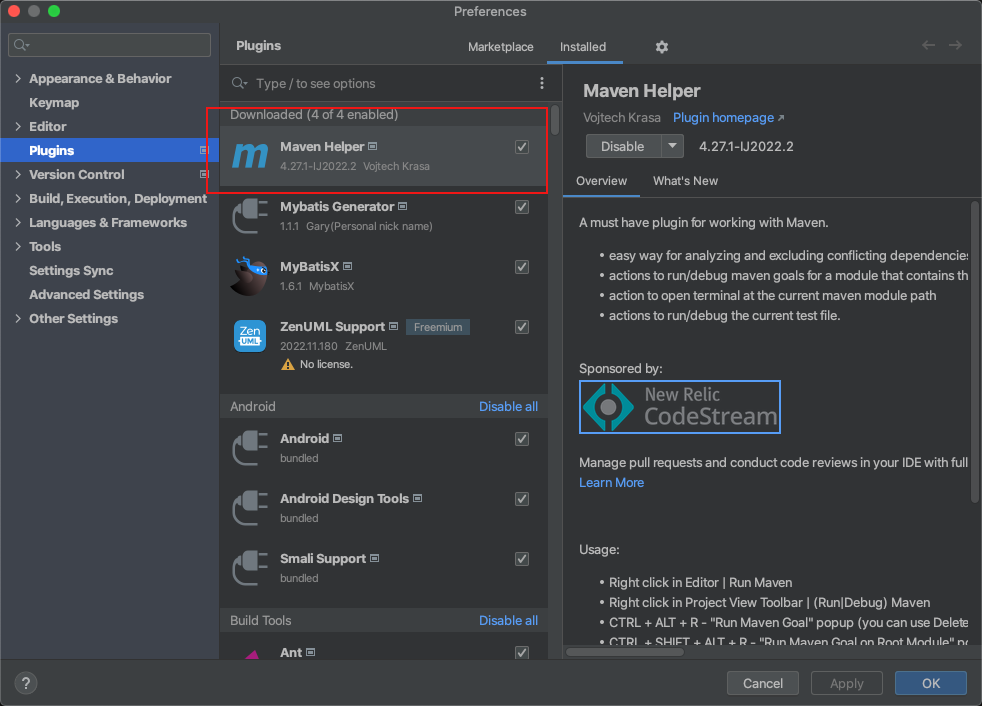 Preferences
Plugins
Marketplace
Installed
Appearance & Behavior
Keymap
Editor
Plugins
Version Control
Build, Execution, Deployment
Languages & Frameworks
Tools
Settings Sync
Advanced Settings
Other Settings
Type / to see options
Downloaded (4 of 4 enabled)
m
Maven Helper
4.27.1-IJ2022.2 Vojtech Krasa
Mybatis Generator
1.1.1 Gary(Personal nick name)
MyBatisX
1.6.1 MybatisX
Zen
UML
ZenUML Support Freemium
2022.11.180 ZenUML
No license.
Android Disable all
Android
bundled
Android Design Tools
bundled
Smali Support
bundled
Build Tools Disable all
Ant
Maven Helper
Vojtech Krasa Plugin homepage
Disable 4.27.1-IJ2022.2
Overview What's New
A must have plugin for working with Maven.
• easy way for analyzing and excluding conflicting dependencies
• actions to run/debug maven goals for a module that contains th
• action to open terminal at the current maven module path
• actions to run/debug the current test file.
Sponsored by:
New Relic
CodeStream
Manage pull requests and conduct code reviews in your IDE with full
Learn More
Usage:
• Right click in Editor | Run Maven
• Right click in Project View Toolbar | (Run|Debug) Maven
• CTRL + ALT + R - "Run Maven Goal" popup (you can use Delete
• CTRL + SHIFT + ALT + R - "Run Maven Goal on Root Module" po
?
Cancel Apply OK